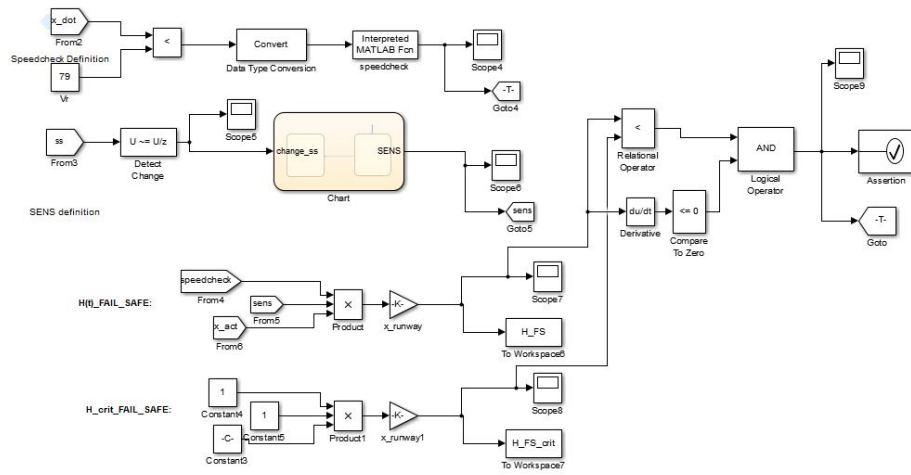 x_dot
From2
Speedcheck Definition
79
Vr
<
Convert
Data Type Conversion
Interpreted
MATLAB Fcn
speedcheck
Scope4
-T-
Goto4
Scope9
ss
From3
U ~= U/z
Detect
Change
Scope5
change_ss
SENS
Chart
Scope6
sens
Goto5
SENS definition
<
Relational
Operator
AND
Logical
Operator
Assertion
du/dt
Derivative
<= 0
Compare
To Zero
-T-
Goto
H(t)_FAIL_SAFE:
speedcheck
From4
sens
From5
x_act
From6
×
Product
-K-
x_runway
Scope7
H_FS
To Workspace6
H_crit_FAIL_SAFE:
1
Constant4
1
Constant5
-C-
Constant3
×
Product1
-K-
x_runway1
Scope8
H_FS_crit
To Workspace7